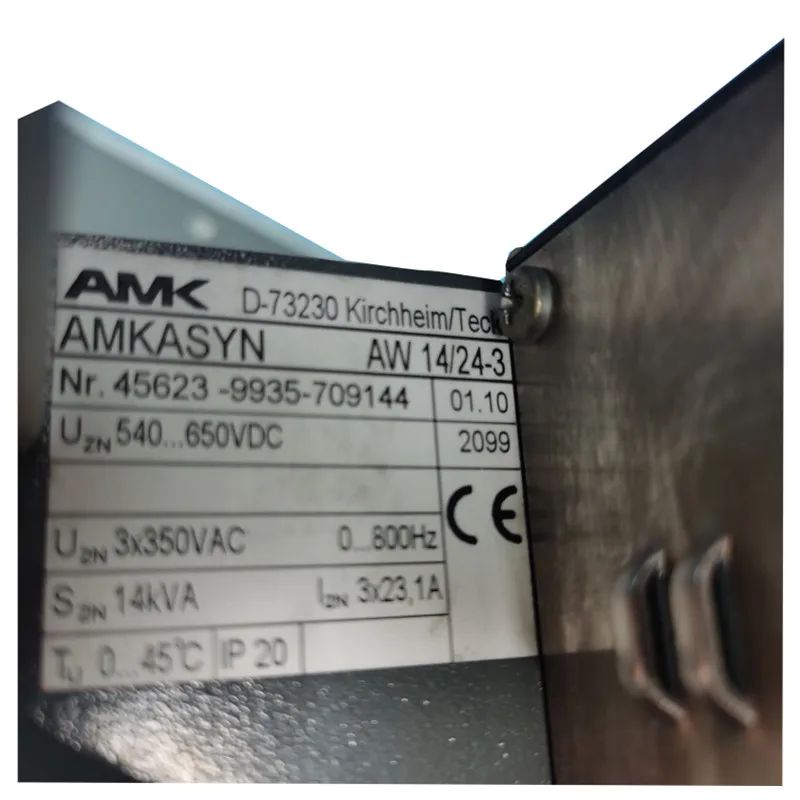 AMK D-73230 Kirchheim/Teck
AMKASYN AW 14/24-3
Nr. 45623 -9935-709144 01.10
UZN 540...650VDC 2099
CE
U2N 3x350VAC 0...800Hz
S2N 14kVA I2N 3x23,1A
TU 0...45°C IP 20